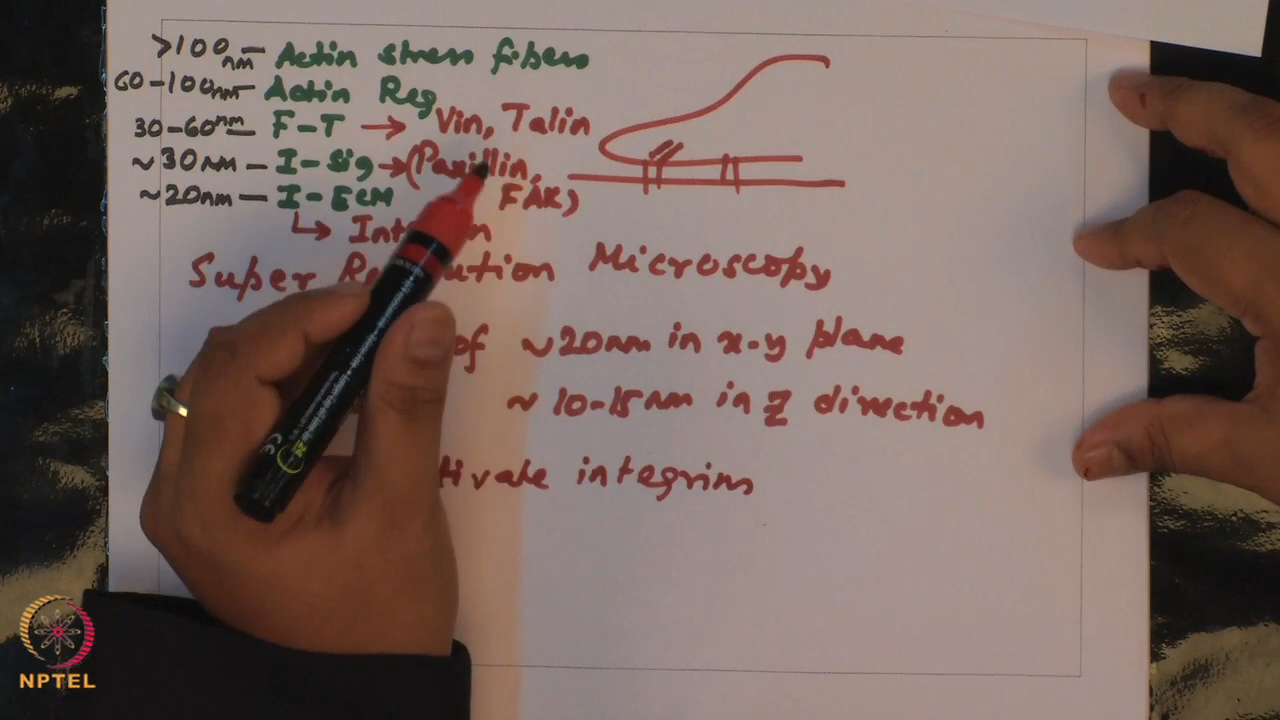 >100nm — Actin stress fibers
60-100nm — Actin Reg
30-60nm — F-T → Vin, Talin
~30nm — I-Sig → (Paxillin,
FAK)
~20nm — I-ECM
Super Microscopy
of ~20nm in x-y plane
~ 10-15nm in Z direction
integrins
NPTEL